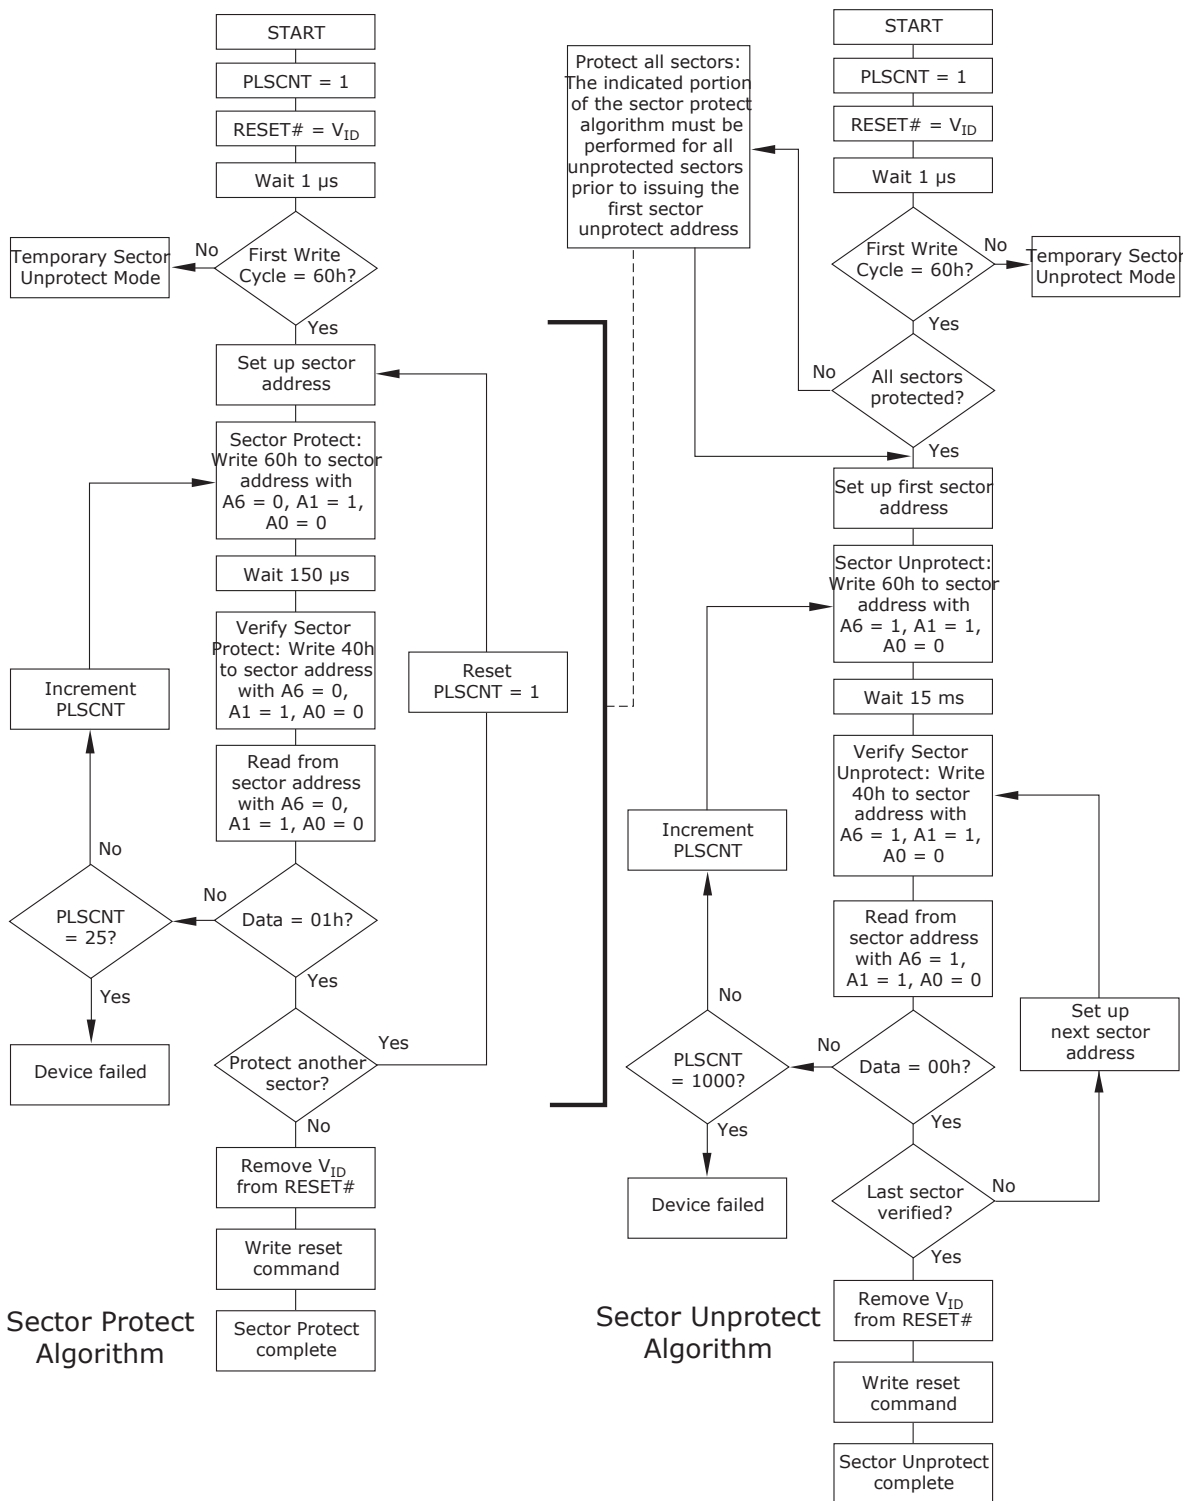 START
PLSCNT = 1
RESET# = VID
Wait 1 µs
First Write
Cycle = 60h?
No
Temporary Sector
Unprotect Mode
Yes
Set up sector
address
Sector Protect:
Write 60h to sector
address with
A6 = 0, A1 = 1,
A0 = 0
Wait 150 µs
Verify Sector
Protect: Write 40h
to sector address
with A6 = 0,
A1 = 1, A0 = 0
Increment
PLSCNT
Reset
PLSCNT = 1
Read from
sector address
with A6 = 0,
A1 = 1, A0 = 0
No
No
PLSCNT
= 25?
Data = 01h?
Yes
Yes
Device failed
Protect another
sector?
Yes
No
Remove VID
from RESET#
Write reset
command
Sector Protect
complete
Sector Protect
Algorithm
START
Protect all sectors:
The indicated portion
of the sector protect
algorithm must be
performed for all
unprotected sectors
prior to issuing the
first sector
unprotect address
PLSCNT = 1
RESET# = VID
Wait 1 µs
First Write
Cycle = 60h?
No
Temporary Sector
Unprotect Mode
Yes
No
All sectors
protected?
Yes
Set up first sector
address
Sector Unprotect:
Write 60h to sector
address with
A6 = 1, A1 = 1,
A0 = 0
Wait 15 ms
Verify Sector
Unprotect: Write
40h to sector
address with
A6 = 1, A1 = 1,
A0 = 0
Increment
PLSCNT
Read from
sector address
with A6 = 1,
A1 = 1, A0 = 0
No
Set up
next sector
address
No
PLSCNT
= 1000?
Data = 00h?
Yes
Yes
Device failed
Last sector
verified?
No
Yes
Remove VID
from RESET#
Write reset
command
Sector Unprotect
complete
Sector Unprotect
Algorithm